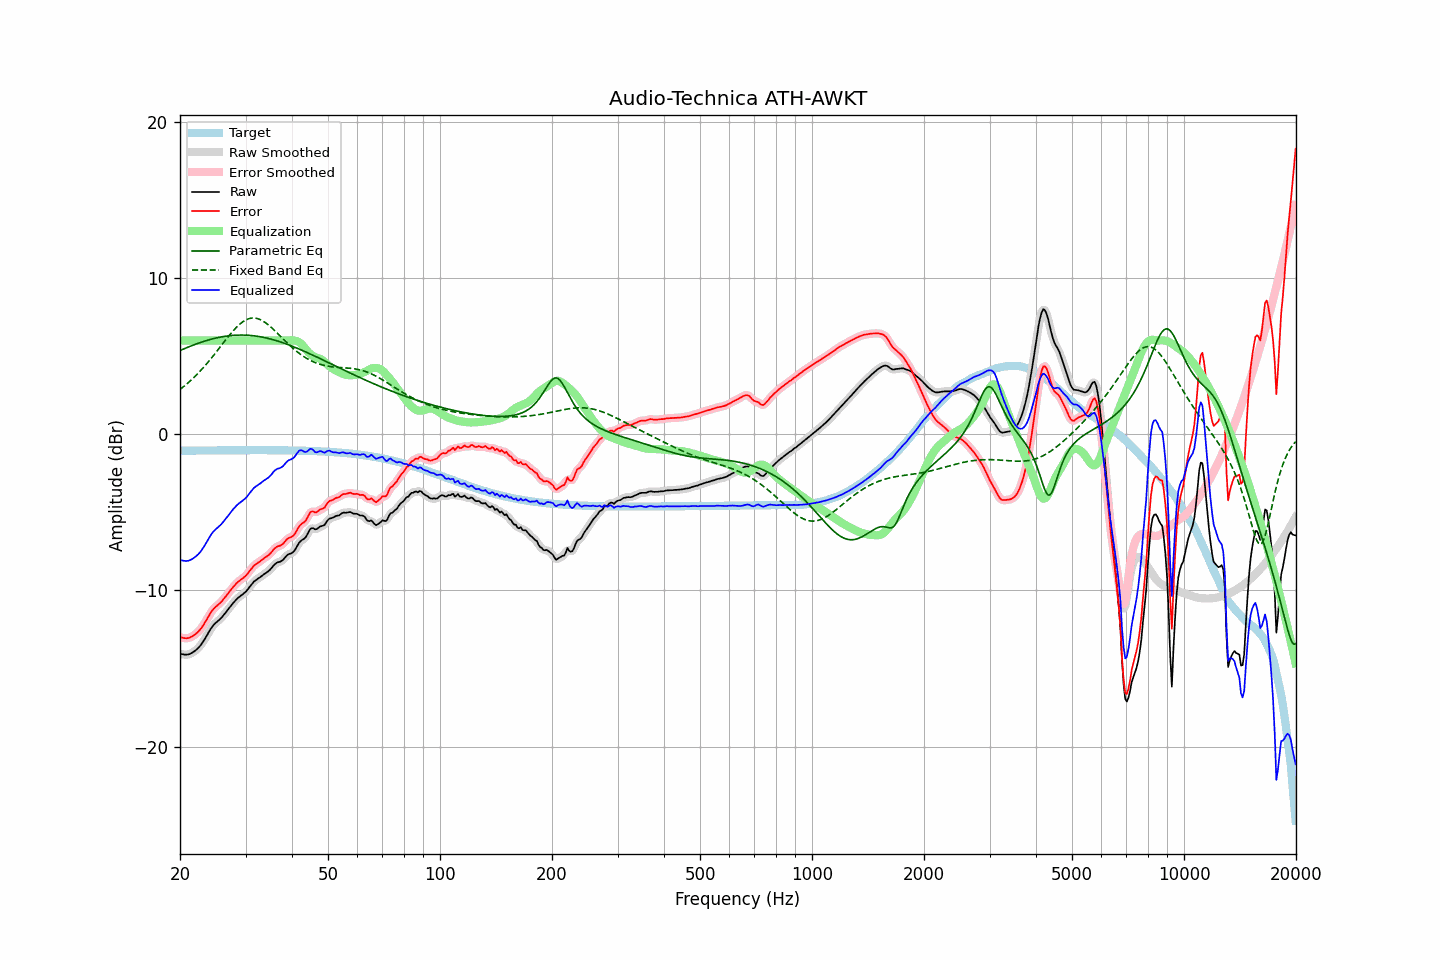 Audio-Technica ATH-AWKT
Target
Raw Smoothed
Error Smoothed
Raw
Error
Equalization
Parametric Eq
Fixed Band Eq
Equalized
20
10
0
−10
−20
Amplitude (dBr)
20
50
100
200
500
1000
2000
5000
10000
20000
Frequency (Hz)